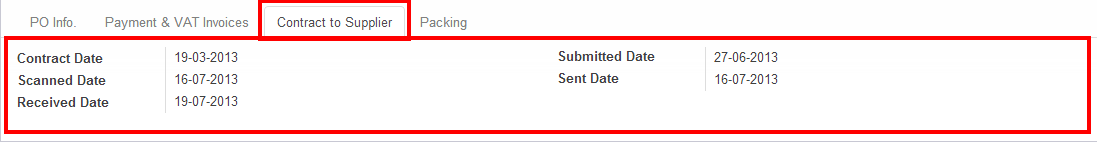 PO Info. Payment & VAT Invoices Contract to Supplier Packing
Contract Date 19-03-2013 Submitted Date 27-06-2013
Scanned Date 16-07-2013 Sent Date 16-07-2013
Received Date 19-07-2013